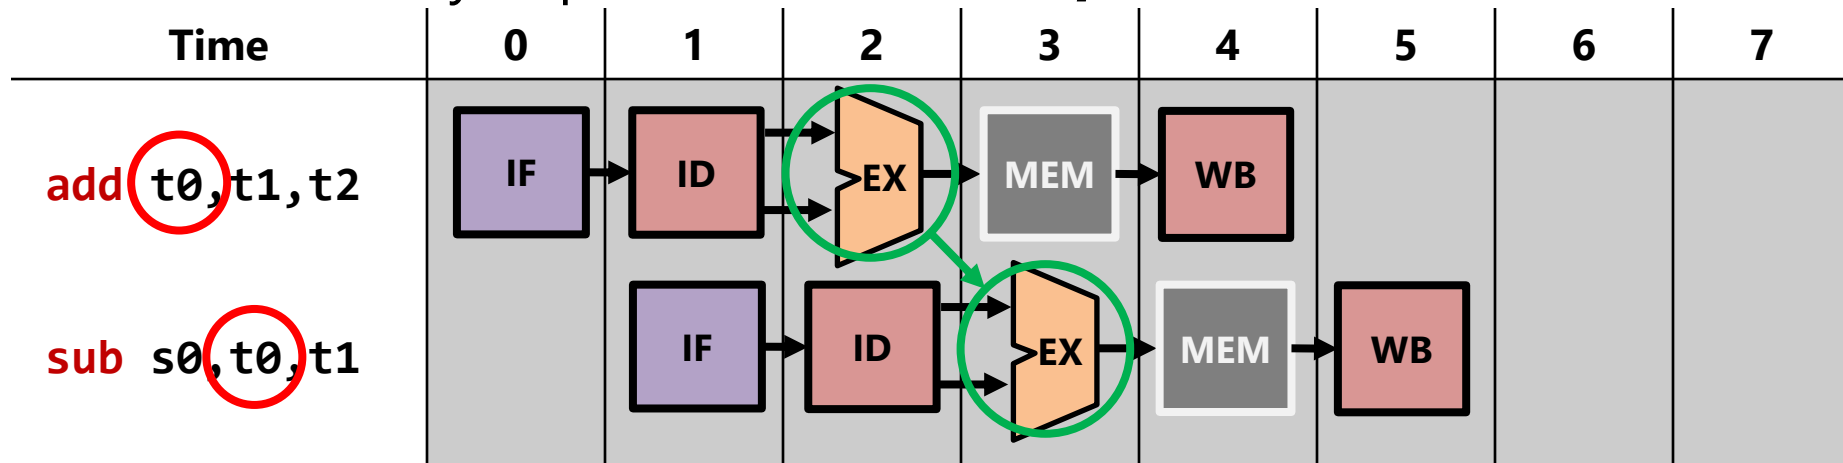 Time 0 1 2 3 4 5 6 7
add t0,t1,t2 IF ID EX MEM WB
sub s0,t0,t1 IF ID EX MEM WB